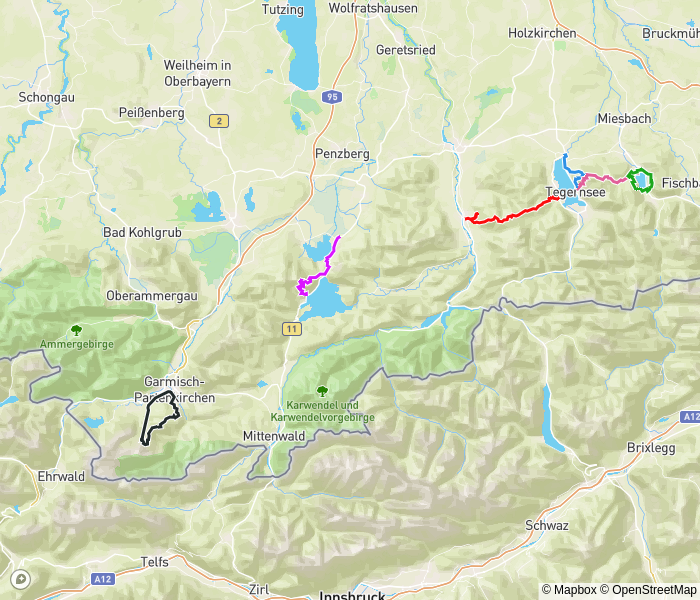 Tutzing
Wolfratshausen
Geretsried
Holzkirchen
Bruckmüh
Weilheim in
Oberbayern
Schongau
95
Peißenberg
2
Miesbach
Penzberg
Fischba
Tegernsee
Bad Kohlgrub
Oberammergau
11
Ammergebirge
Garmisch-
Partenkirchen
Karwendel und
Karwendelvorgebirge
A12
Mittenwald
Brixlegg
Ehrwald
Schwaz
Telfs
A12
Zirl
Innsbruck
© Mapbox © OpenStreetMap